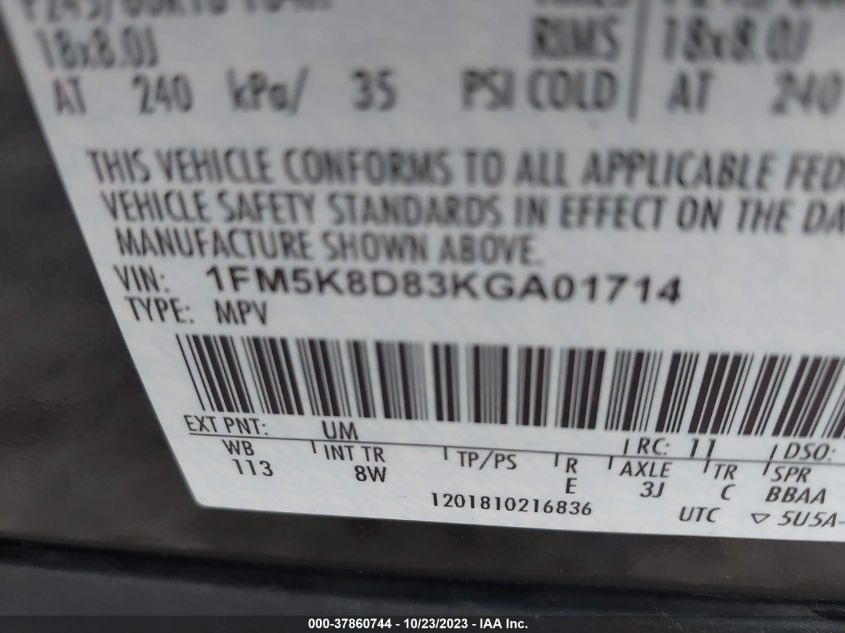 18x8.0J RIMS 18x8.0J
AT 240 kPa/ 35 PSI COLD AT 240
THIS VEHICLE CONFORMS TO ALL APPLICABLE FED
VEHICLE SAFETY STANDARDS IN EFFECT ON THE DA
MANUFACTURE SHOWN ABOVE.
VIN: 1FM5K8D83KGA01714
TYPE: MPV
EXT PNT: UM RC: 11 DSO:
WB INT TR TP/PS R AXLE TR SPR
113 8W E 3J C BBAA
1201810216836 UTC ▽ 5U5A-
000-37860744 - 10/23/2023 - IAA Inc.